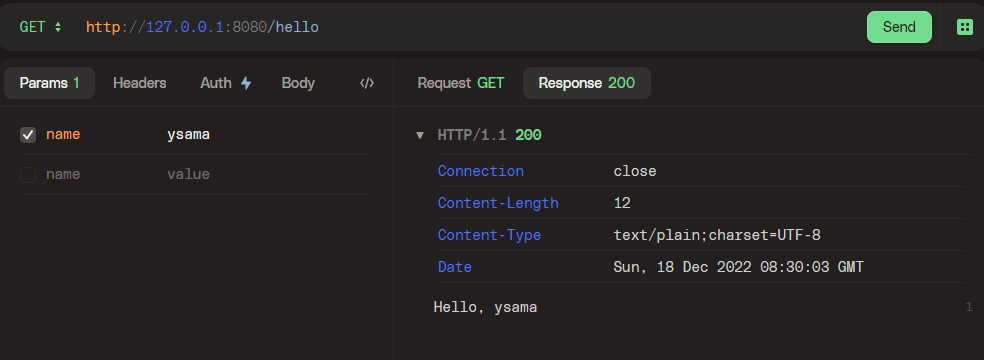 GET http://127.0.0.1:8080/hello Send
Params 1 Headers Auth Body </>
name ysama
name value
Request GET Response 200
HTTP/1.1 200
Connection close
Content-Length 12
Content-Type text/plain;charset=UTF-8
Date Sun, 18 Dec 2022 08:30:03 GMT
Hello, ysama 1